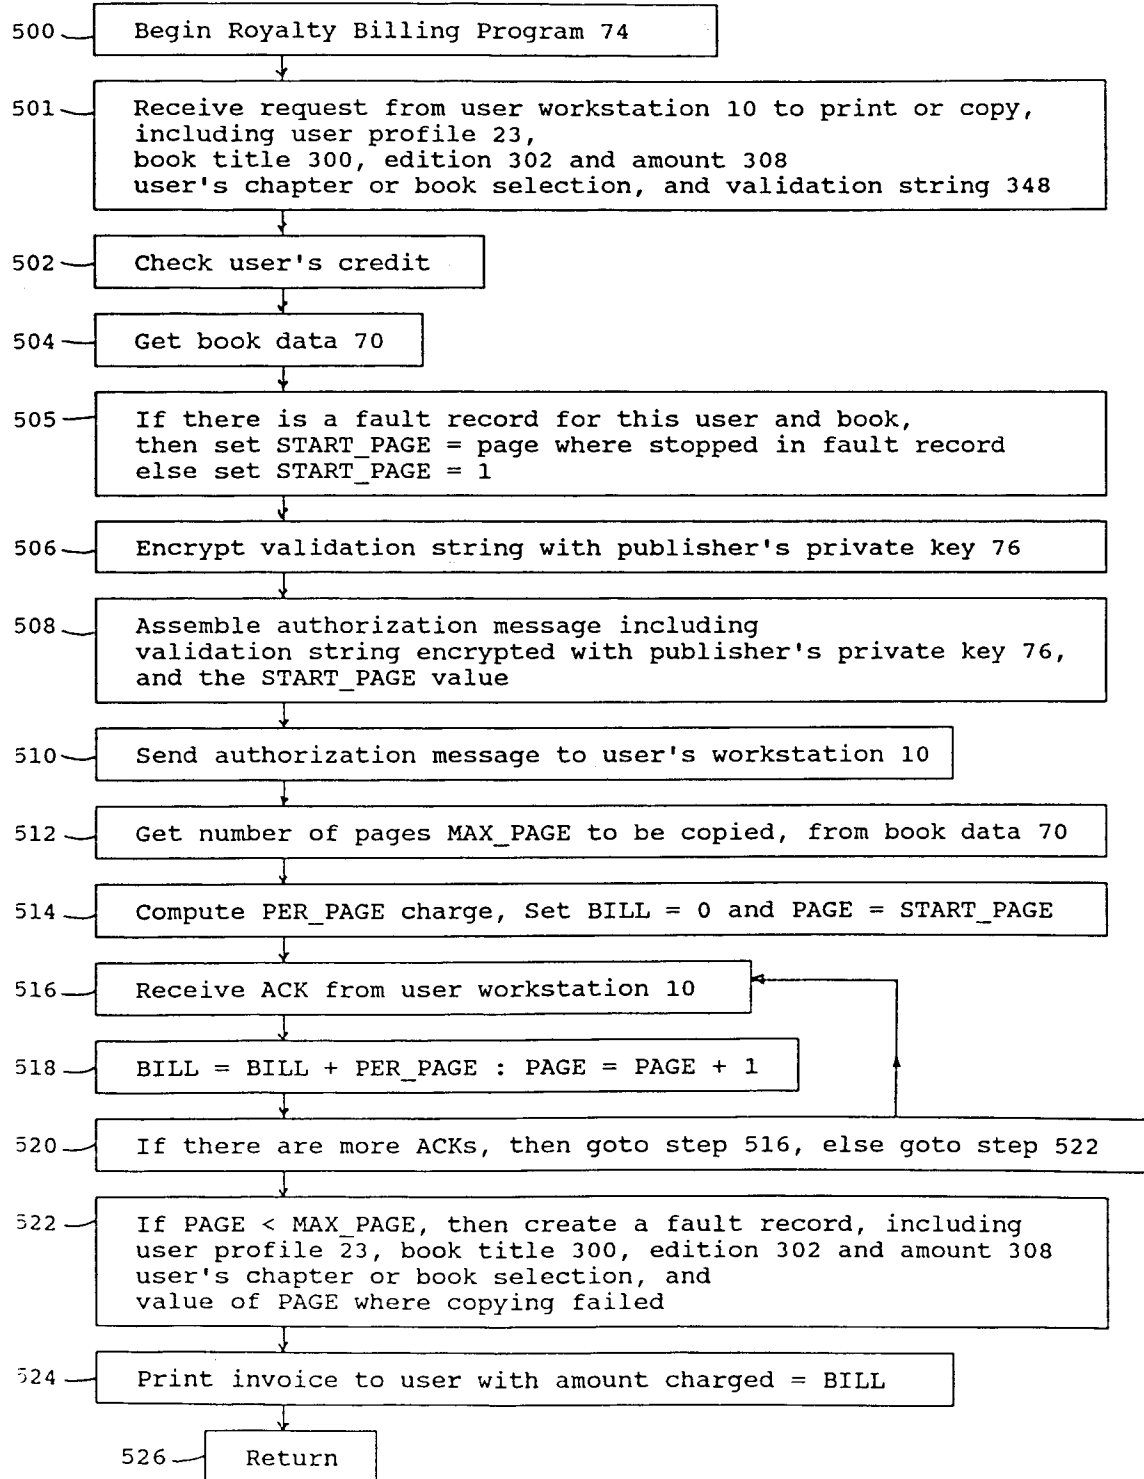 500 Begin Royalty Billing Program 74
501 Receive request from user workstation 10 to print or copy,
including user profile 23,
book title 300, edition 302 and amount 308
user's chapter or book selection, and validation string 348
502 Check user's credit
504 Get book data 70
505 If there is a fault record for this user and book,
then set START_PAGE = page where stopped in fault record
else set START_PAGE = 1
506 Encrypt validation string with publisher's private key 76
508 Assemble authorization message including
validation string encrypted with publisher's private key 76,
and the START_PAGE value
510 Send authorization message to user's workstation 10
512 Get number of pages MAX_PAGE to be copied, from book data 70
514 Compute PER_PAGE charge, Set BILL = 0 and PAGE = START_PAGE
516 Receive ACK from user workstation 10
518 BILL = BILL + PER_PAGE : PAGE = PAGE + 1
520 If there are more ACKs, then goto step 516, else goto step 522
522 If PAGE < MAX_PAGE, then create a fault record, including
user profile 23, book title 300, edition 302 and amount 308
user's chapter or book selection, and
value of PAGE where copying failed
524 Print invoice to user with amount charged = BILL
526 Return